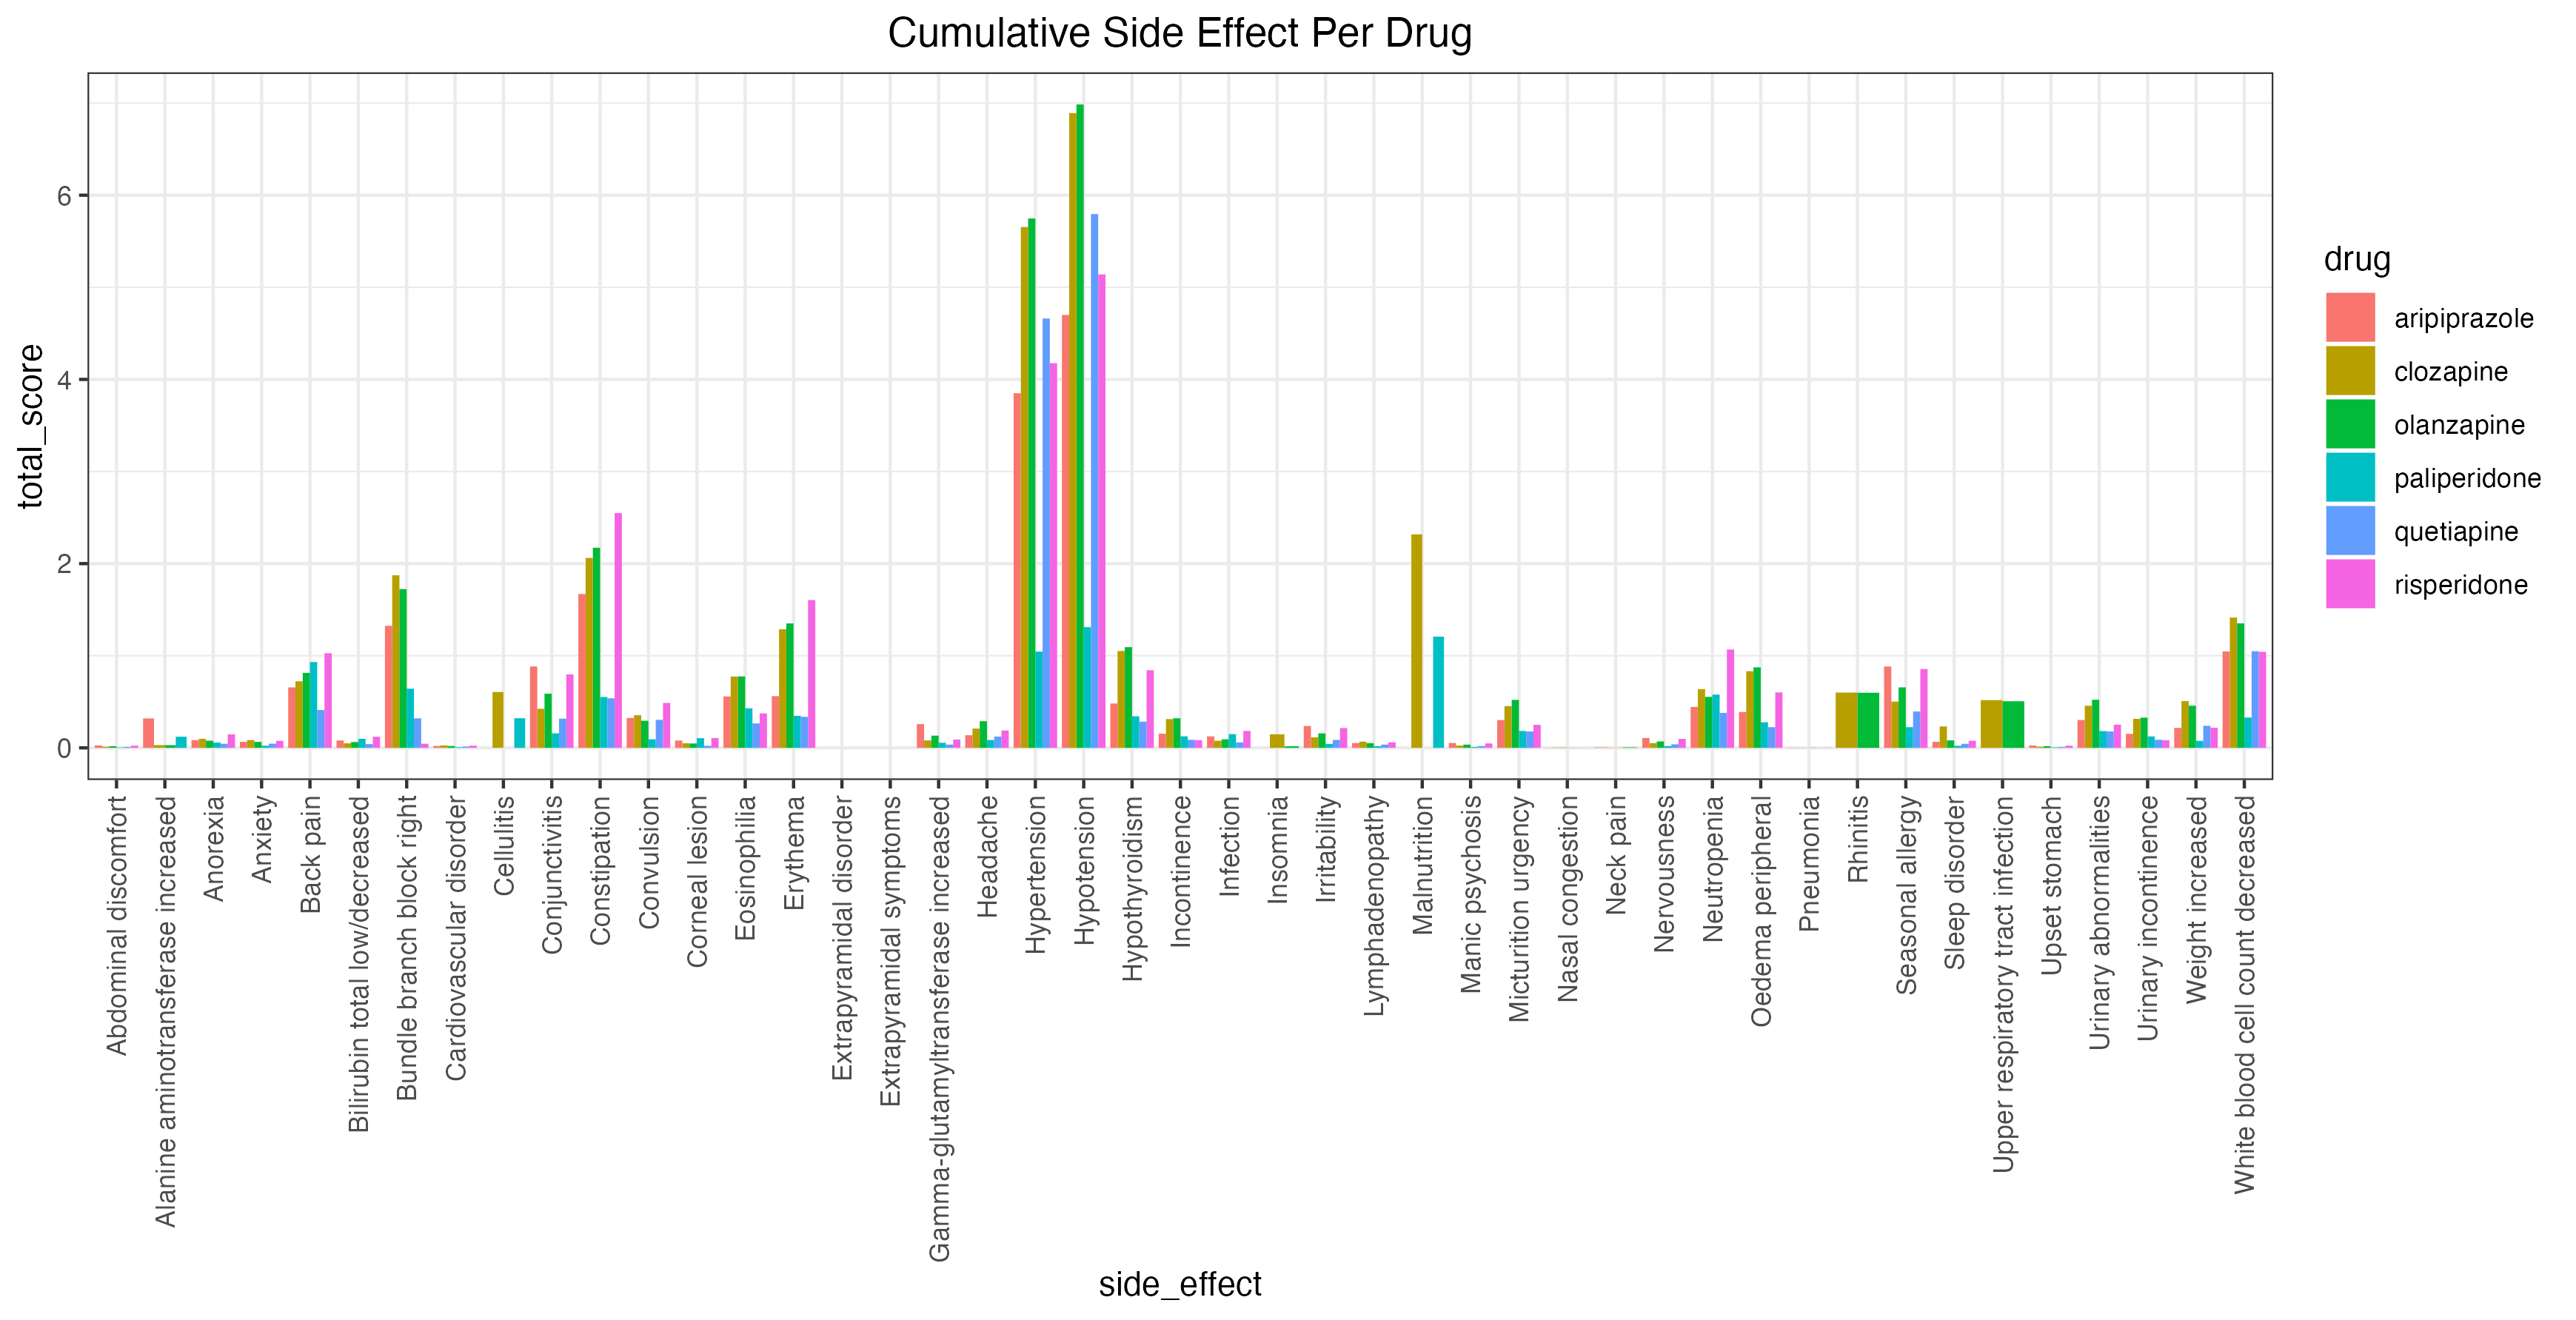 Cumulative Side Effect Per Drug
total_score
6
4
2
0
Abdominal discomfort
Alanine aminotransferase increased
Anorexia
Anxiety
Back pain
Bilirubin total low/decreased
Bundle branch block right
Cardiovascular disorder
Cellulitis
Conjunctivitis
Constipation
Convulsion
Corneal lesion
Eosinophilia
Erythema
Extrapyramidal disorder
Extrapyramidal symptoms
Gamma-glutamyltransferase increased
Headache
Hypertension
Hypotension
Hypothyroidism
Incontinence
Infection
Insomnia
Irritability
Lymphadenopathy
Malnutrition
Manic psychosis
Micturition urgency
Nasal congestion
Neck pain
Nervousness
Neutropenia
Oedema peripheral
Pneumonia
Rhinitis
Seasonal allergy
Sleep disorder
Upper respiratory tract infection
Upset stomach
Urinary abnormalities
Urinary incontinence
Weight increased
White blood cell count decreased
side_effect
drug
aripiprazole
clozapine
olanzapine
paliperidone
quetiapine
risperidone